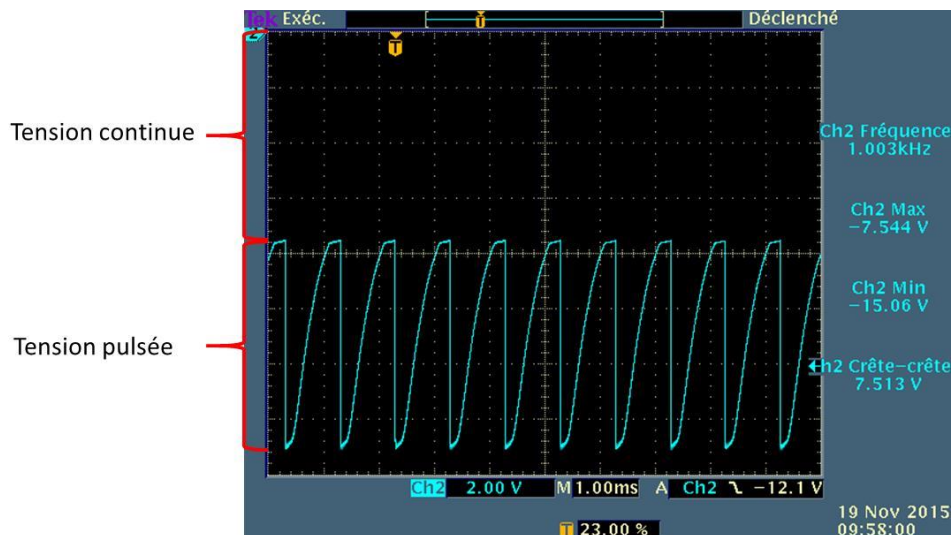 Tek Exéc.
Déclenché
2
T
T
Tension continue
Tension pulsée
Ch2 Fréquence
1.003kHz
Ch2 Max
−7.544 V
Ch2 Min
−15.06 V
h2 Crête−crête
7.513 V
Ch2 2.00 V M 1.00ms A Ch2 −12.1 V
19 Nov 2015
09:58:00
T 23.00 %